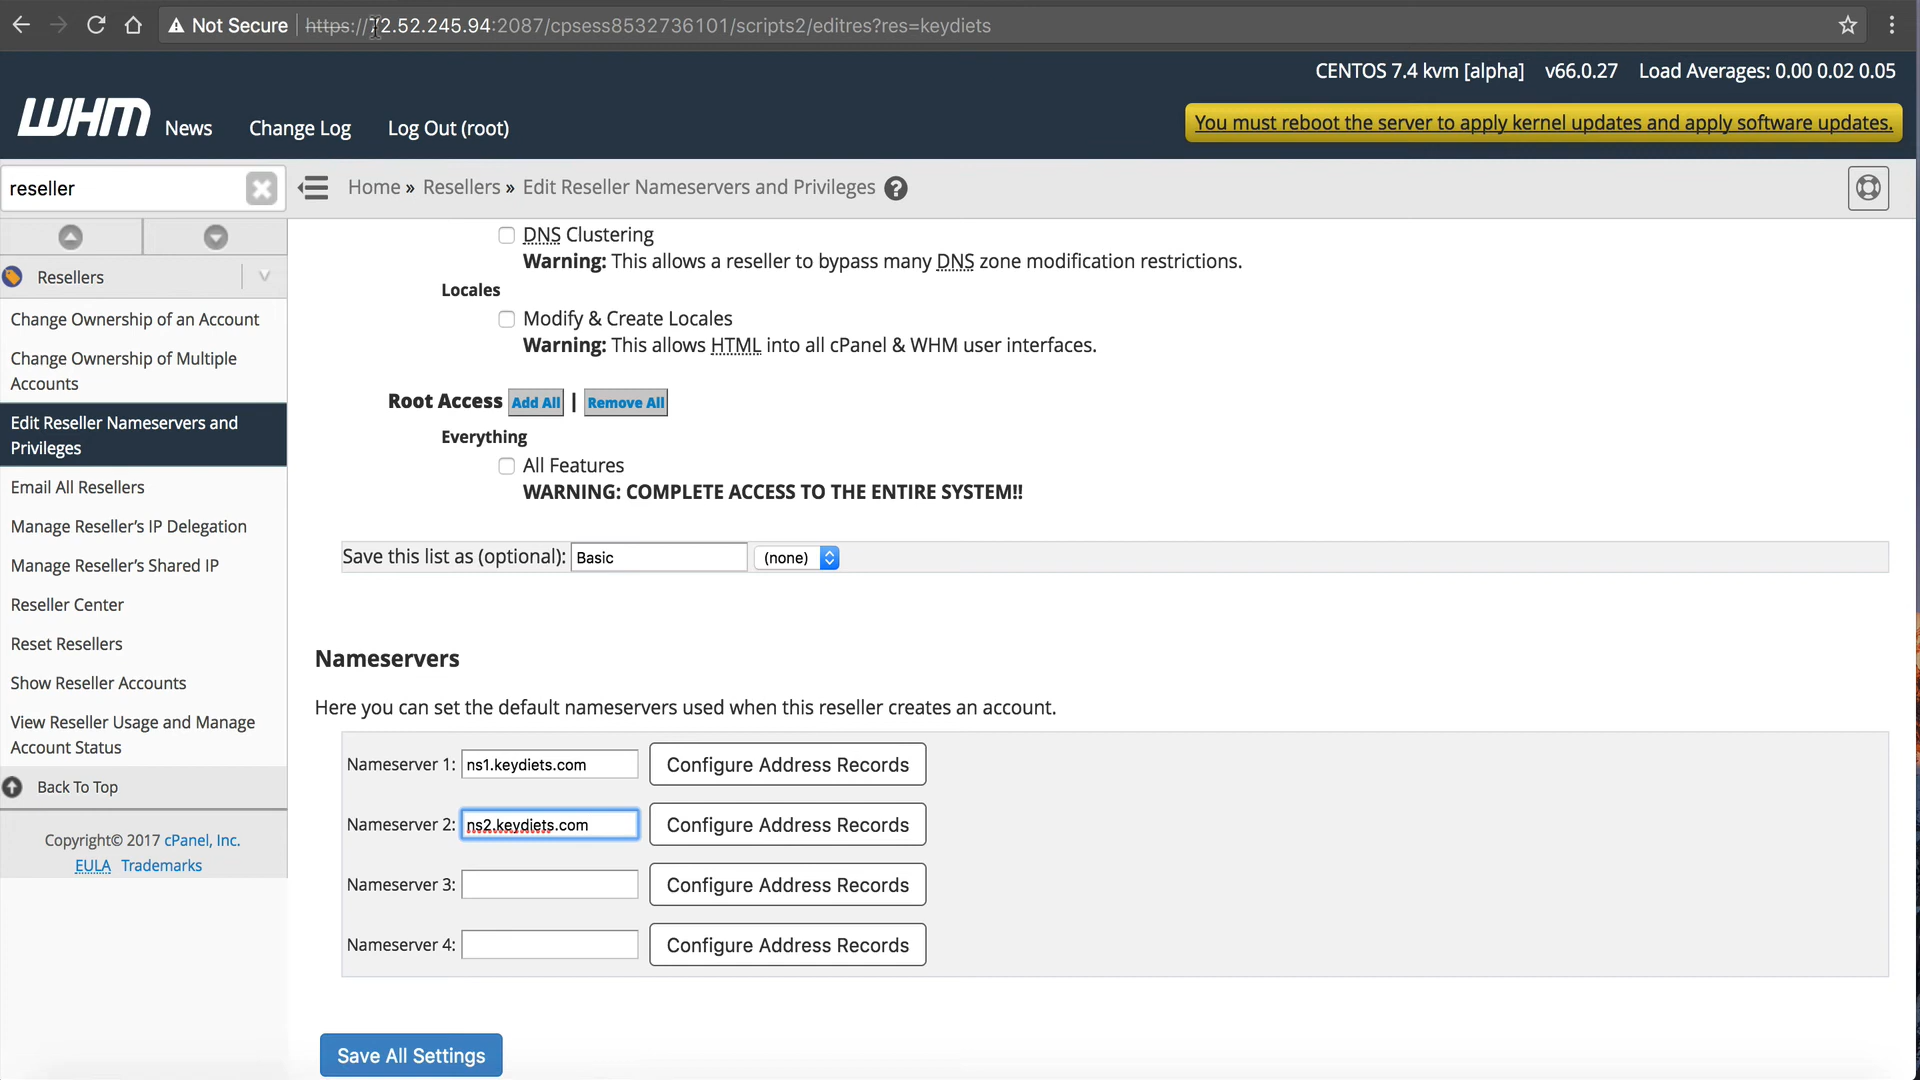 Not Secure https://72.52.245.94:2087/cpsess8532736101/scripts2/editres?res=keydiets
CENTOS 7.4 kvm [alpha] v66.0.27 Load Averages: 0.00 0.02 0.05
WHM News Change Log Log Out (root)
You must reboot the server to apply kernel updates and apply software updates.
reseller
Home » Resellers » Edit Reseller Nameservers and Privileges
Resellers
Change Ownership of an Account
Change Ownership of Multiple
Accounts
Edit Reseller Nameservers and
Privileges
Email All Resellers
Manage Reseller’s IP Delegation
Manage Reseller’s Shared IP
Reseller Center
Reset Resellers
Show Reseller Accounts
View Reseller Usage and Manage
Account Status
Back To Top
Copyright© 2017 cPanel, Inc.
EULA Trademarks
DNS Clustering
Warning: This allows a reseller to bypass many DNS zone modification restrictions.
Locales
Modify & Create Locales
Warning: This allows HTML into all cPanel & WHM user interfaces.
Root Access Add All | Remove All
Everything
All Features
WARNING: COMPLETE ACCESS TO THE ENTIRE SYSTEM!!
Save this list as (optional): Basic (none)
Nameservers
Here you can set the default nameservers used when this reseller creates an account.
Nameserver 1: ns1.keydiets.com Configure Address Records
Nameserver 2: ns2.keydiets.com Configure Address Records
Nameserver 3: Configure Address Records
Nameserver 4: Configure Address Records
Save All Settings